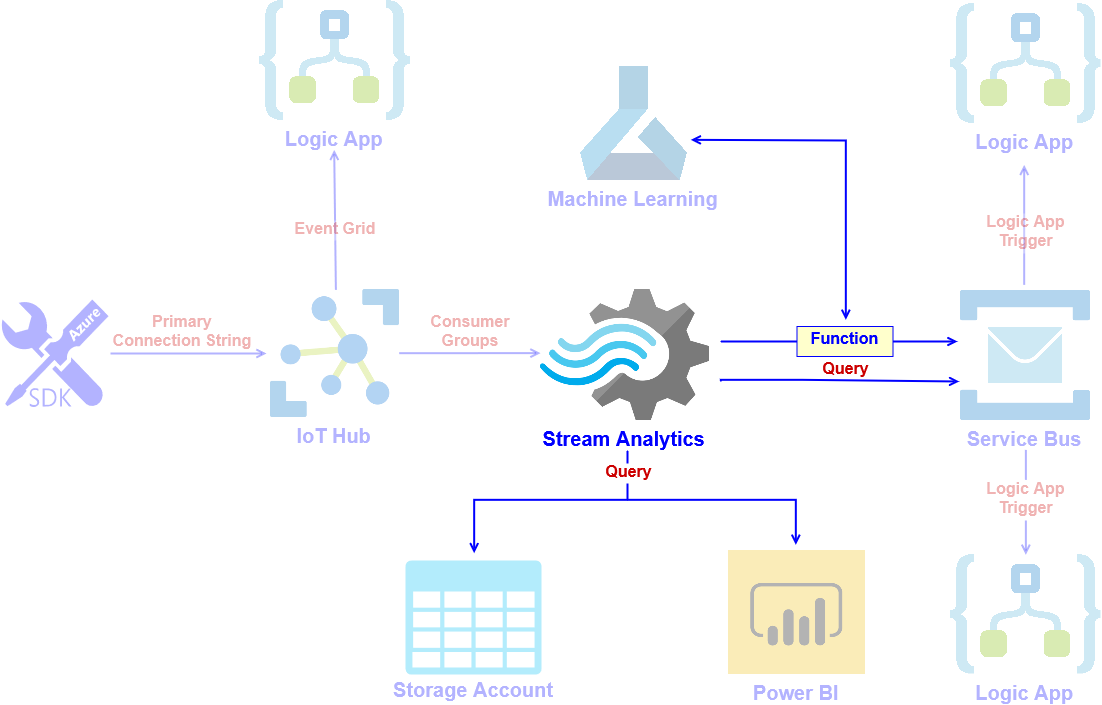 Logic App
Logic App
Machine Learning
Event Grid
Logic App
Trigger
Azure
SDK
Primary
Connection String
Consumer
Groups
Function
Query
IoT Hub
Stream Analytics
Service Bus
Query
Logic App
Trigger
Storage Account
Power BI
Logic App